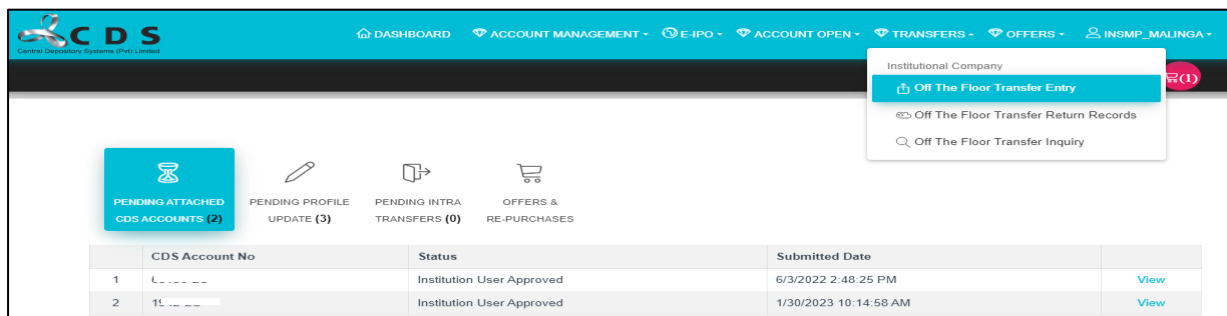 CDS
Central Depository Systems (Pvt) Limited
DASHBOARD ACCOUNT MANAGEMENT - E-IPO - ACCOUNT OPEN - TRANSFERS - OFFERS - INSMP_MALINGA -
Institutional Company
(1)
Off The Floor Transfer Entry
Off The Floor Transfer Return Records
Off The Floor Transfer Inquiry
PENDING ATTACHED
CDS ACCOUNTS (2)
PENDING PROFILE
UPDATE (3)
PENDING INTRA
TRANSFERS (0)
OFFERS &
RE-PURCHASES
CDS Account No Status Submitted Date
1 Institution User Approved 6/3/2022 2:48:25 PM View
2 Institution User Approved 1/30/2023 10:14:58 AM View